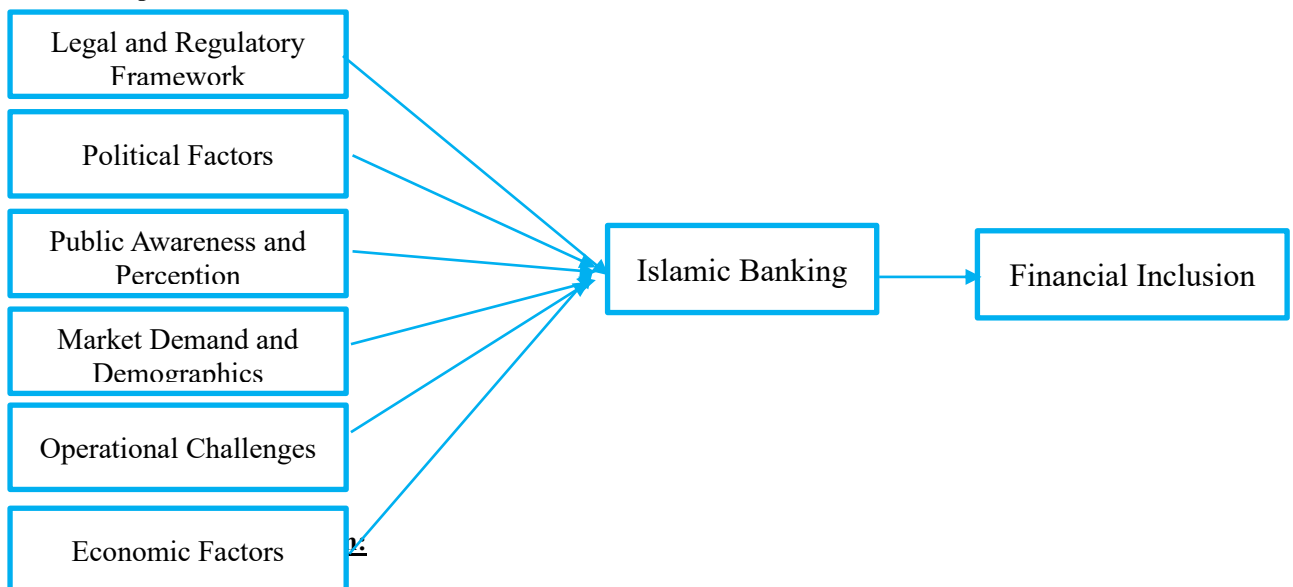 Legal and Regulatory
Framework
Political Factors
Public Awareness and
Perception
Market Demand and
Demographics
Operational Challenges
Economic Factors
Islamic Banking
Financial Inclusion